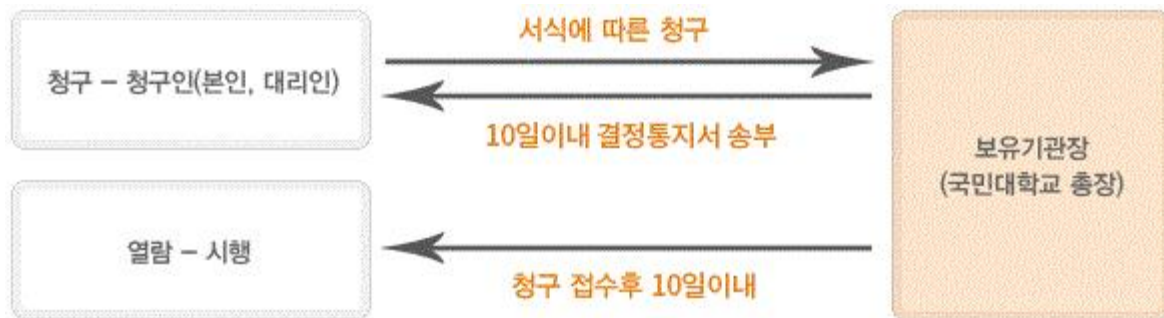 서식에 따른 청구
청구 – 청구인(본인, 대리인)
10일이내 결정통지서 송부
보유기관장
(국민대학교 총장)
열람 – 시행
청구 접수후 10일이내